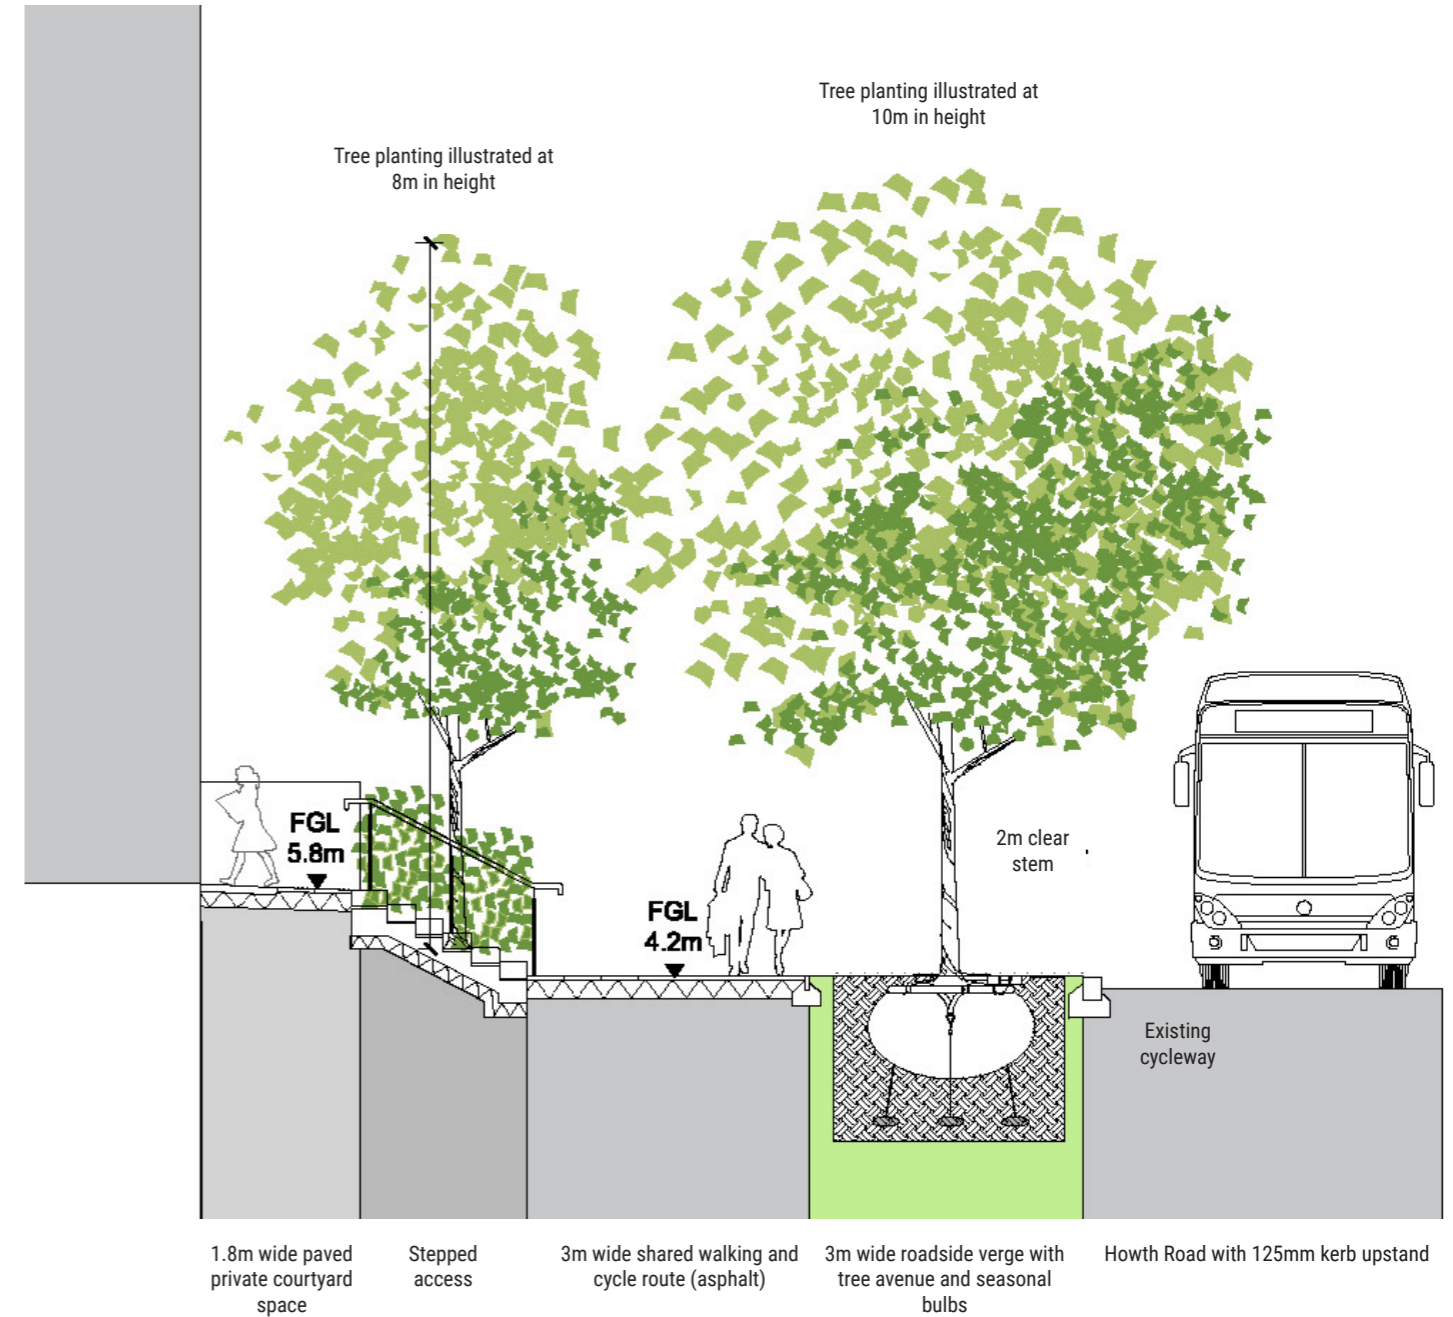 Tree planting illustrated at
10m in height
Tree planting illustrated at
8m in height
FGL
5.8m
2m clear
stem
FGL
4.2m
Existing
cycleway
1.8m wide paved
private courtyard
space
Stepped
access
3m wide shared walking and
cycle route (asphalt)
3m wide roadside verge with
tree avenue and seasonal
bulbs
Howth Road with 125mm kerb upstand